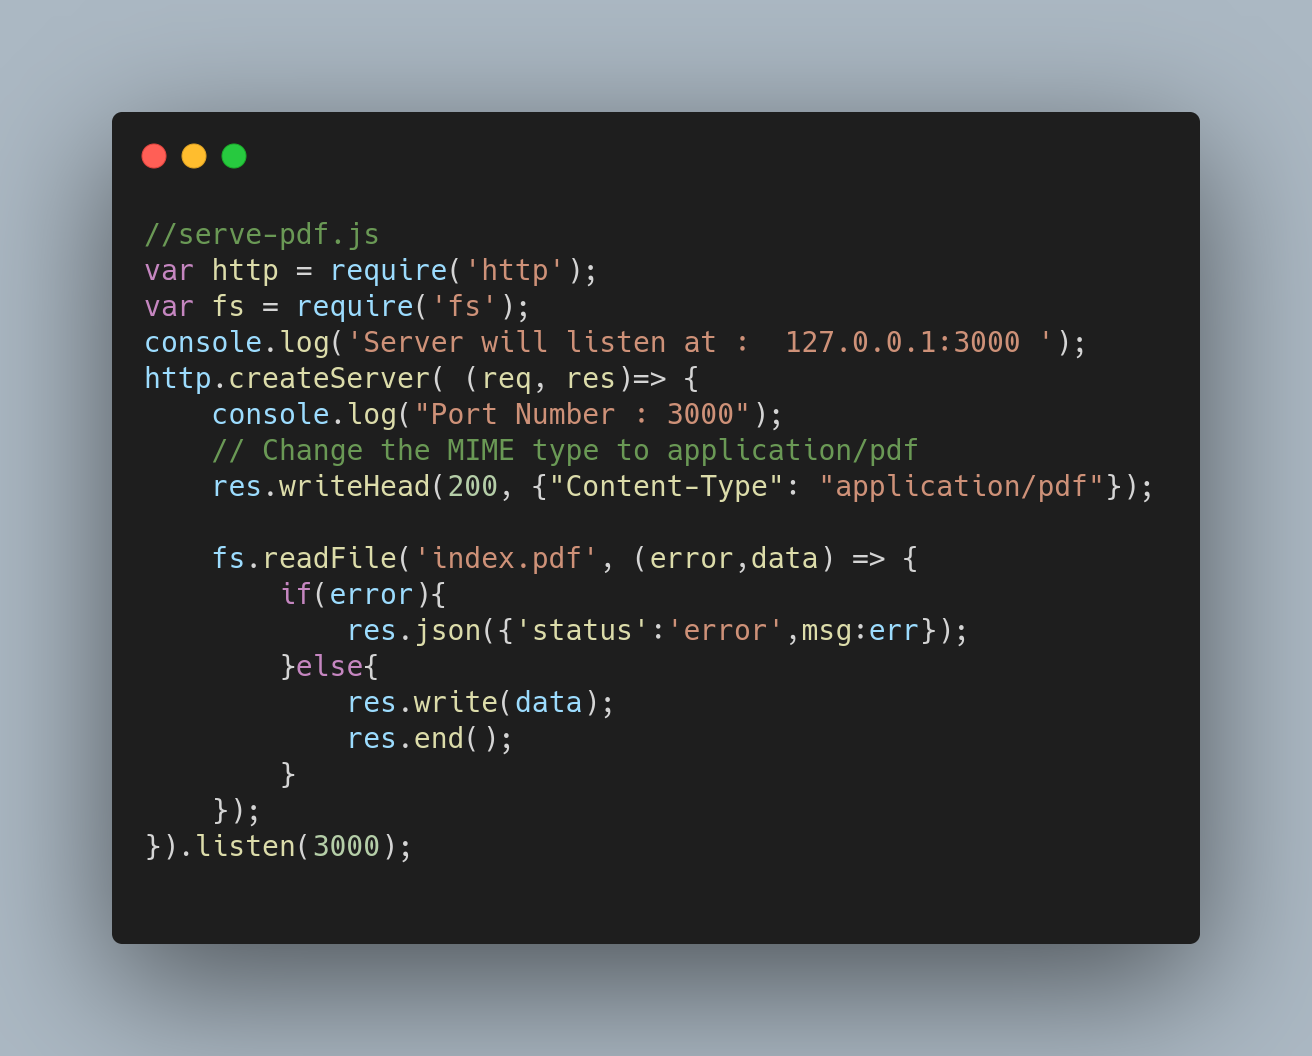 //serve-pdf.js
var http = require('http');
var fs = require('fs');
console.log('Server will listen at :  127.0.0.1:3000 ');
http.createServer( (req, res)=> {
    console.log("Port Number : 3000");
    // Change the MIME type to application/pdf
    res.writeHead(200, {"Content-Type": "application/pdf"});

    fs.readFile('index.pdf', (error,data) => {
        if(error){
            res.json({'status':'error',msg:err});
        }else{
            res.write(data);
            res.end();
        }
    });
}).listen(3000);